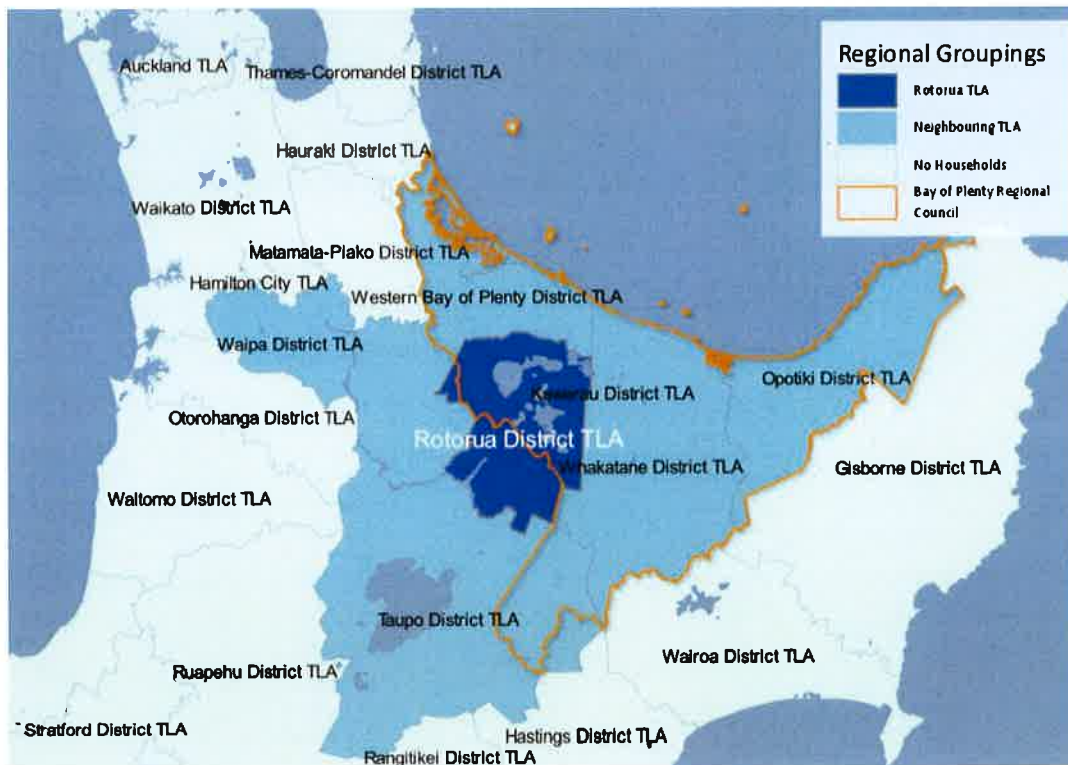 Regional Groupings
Rotorua TLA
Neighbouring TLA
No Households
Bay of Plenty Regional
Council
Auckland TLA
Thames-Coromandel District TLA
Hauraki District TLA
Waikato District TLA
Matamata-Piako District TLA
Hamilton City TLA
Western Bay of Plenty District TLA
Waipa District TLA
Opotiki District TLA
Kawerau District TLA
Otorohanga District TLA
Rotorua District TLA
Whakatane District TLA
Gisborne District TLA
Waitomo District TLA
Taupo District TLA
Wairoa District TLA
Ruapehu District TLA
Stratford District TLA
Hastings District TLA
Rangitikei District TLA